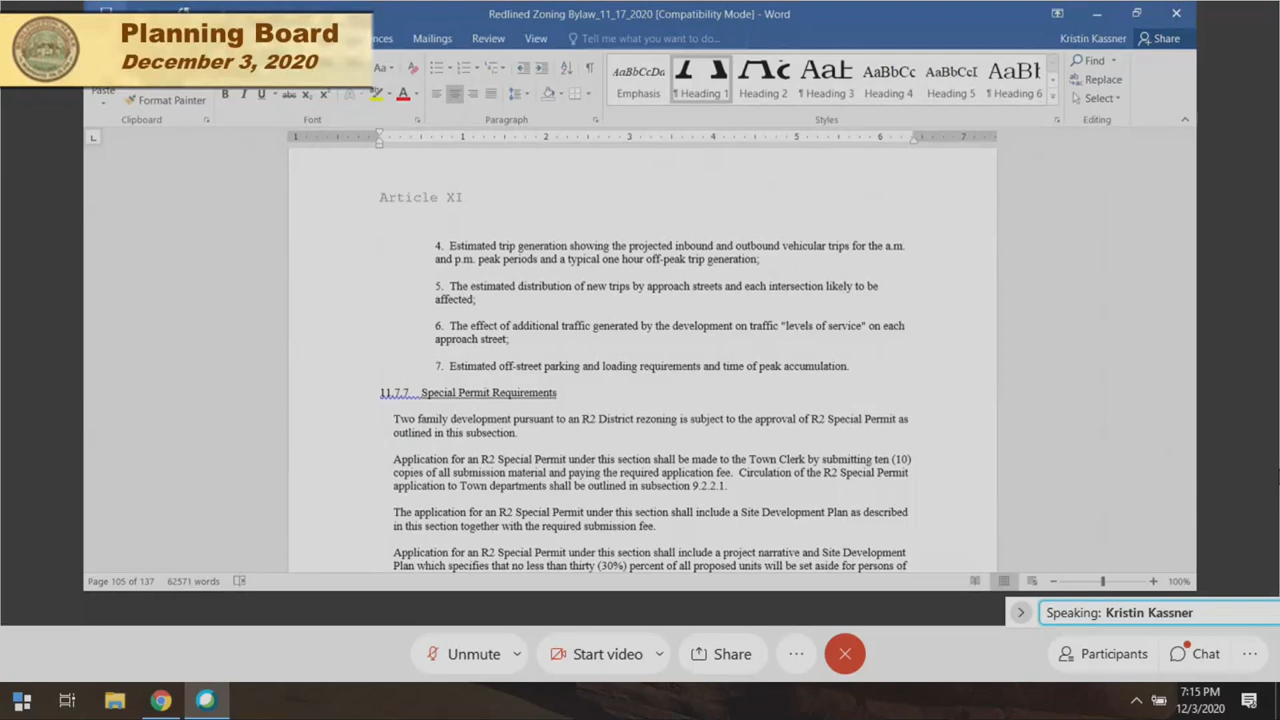 Planning Board
December 3, 2020
Redlined Zoning Bylaw_11_17_2020 [Compatibility Mode] - Word
Mailings Review View Tell me what you want to do...
Kristin Kassner Share
Format Painter
B I U abc x₂ x² A
Aa
AaBbCcDa
Emphasis
¶ Heading 1
Heading 2
¶ Heading 3
AaBbCc
Heading 4
AaBbCcI
Heading 5
¶ Heading 6
Find
Replace
Select
Clipboard Font Paragraph Styles Editing
1 1 2 3 4 5 6 7
Article XI
4. Estimated trip generation showing the projected inbound and outbound vehicular trips for the a.m.
and p.m. peak periods and a typical one hour off-peak trip generation;
5. The estimated distribution of new trips by approach streets and each intersection likely to be
affected;
6. The effect of additional traffic generated by the development on traffic "levels of service" on each
approach street;
7. Estimated off-street parking and loading requirements and time of peak accumulation.
11.7.7 Special Permit Requirements
Two family development pursuant to an R2 District rezoning is subject to the approval of R2 Special Permit as
outlined in this subsection.
Application for an R2 Special Permit under this section shall be made to the Town Clerk by submitting ten (10)
copies of all submission material and paying the required application fee. Circulation of the R2 Special Permit
application to Town departments shall be outlined in subsection 9.2.2.1.
The application for an R2 Special Permit under this section shall include a Site Development Plan as described
in this section together with the required submission fee.
Application for an R2 Special Permit under this section shall include a project narrative and Site Development
Plan which specifies that no less than thirty (30%) percent of all proposed units will be set aside for persons of
Page 105 of 137 62571 words
100%
Speaking: Kristin Kassner
Unmute Start video Share Participants Chat
7:15 PM
12/3/2020